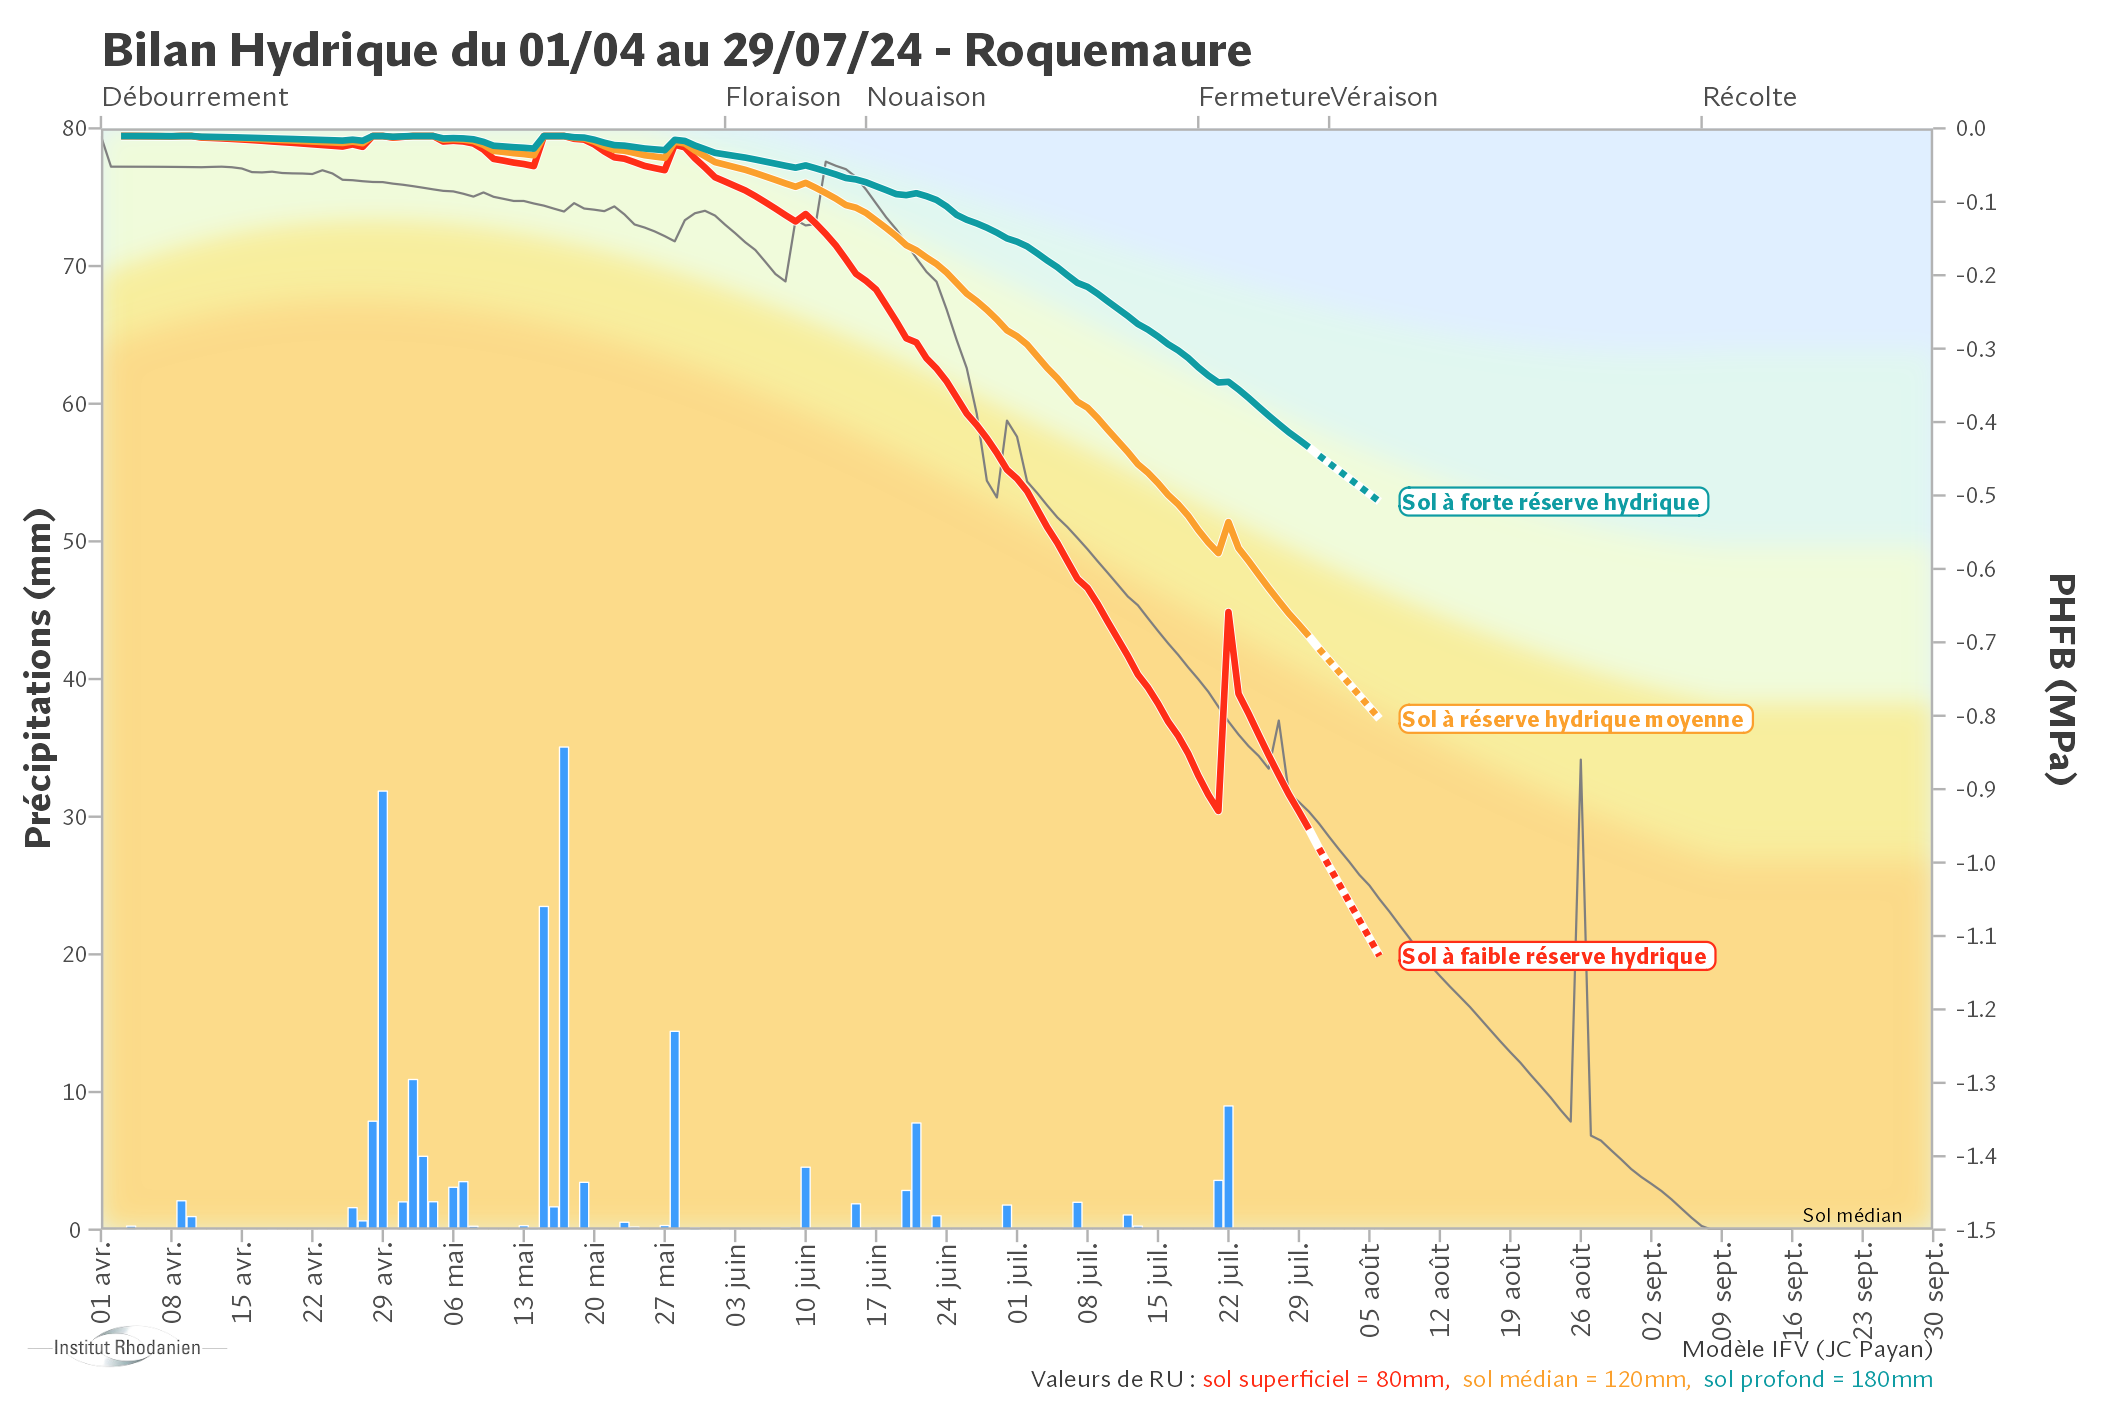 Bilan Hydrique du 01/04 au 29/07/24 - Roquemaure
Débourrement Floraison Nouaison Fermeture Véraison Récolte
80
70
60
50
40
30
20
10
0
Précipitations (mm)
0.0
-0.1
-0.2
-0.3
-0.4
-0.5
-0.6
-0.7
-0.8
-0.9
-1.0
-1.1
-1.2
-1.3
-1.4
-1.5
PHFB (MPa)
Sol à forte réserve hydrique
Sol à réserve hydrique moyenne
Sol à faible réserve hydrique
Sol médian
01 avr.
08 avr.
15 avr.
22 avr.
29 avr.
06 mai
13 mai
20 mai
27 mai
03 juin
10 juin
17 juin
24 juin
01 juil.
08 juil.
15 juil.
22 juil.
29 juil.
05 août
12 août
19 août
26 août
02 sept.
09 sept.
16 sept.
23 sept.
30 sept.
Institut Rhodanien
Modèle IFV (JC Payan)
Valeurs de RU : sol superficiel = 80mm, sol médian = 120mm, sol profond = 180mm